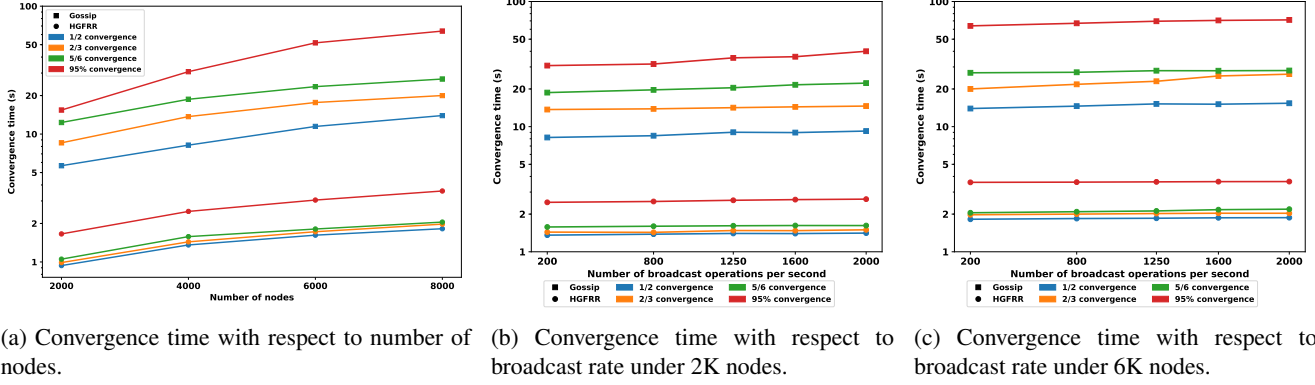 100
50
20
10
5
2
1
Convergence time (s)
Gossip
HGFRR
1/2 convergence
2/3 convergence
5/6 convergence
95% convergence
2000 4000 6000 8000
Number of nodes
(a) Convergence time with respect to number of
nodes.
100
50
20
10
5
2
1
Convergence time (s)
200 800 1250 1600 2000
Number of broadcast operations per second
Gossip 1/2 convergence 5/6 convergence
HGFRR 2/3 convergence 95% convergence
(b) Convergence time with respect to
broadcast rate under 2K nodes.
100
50
20
10
5
2
1
Convergence time (s)
200 800 1250 1600 2000
Number of broadcast operations per second
Gossip 1/2 convergence 5/6 convergence
HGFRR 2/3 convergence 95% convergence
(c) Convergence time with respect to
broadcast rate under 6K nodes.